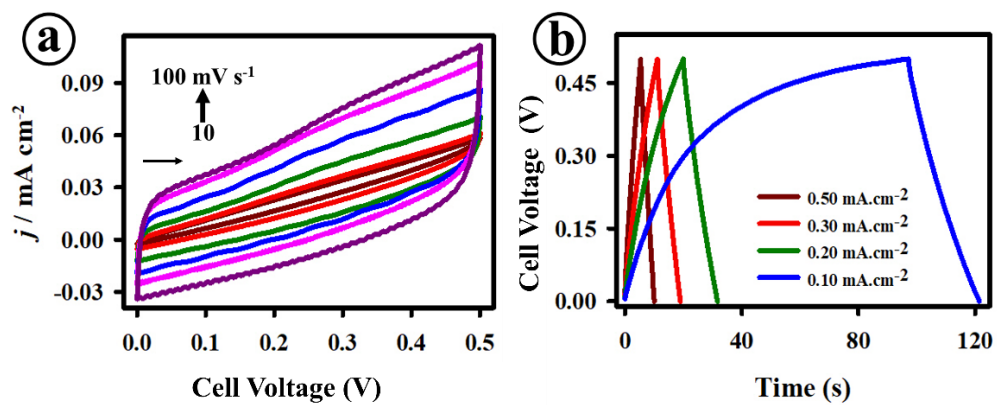 a
100 mV s-1
10
0.09
0.06
0.03
0.00
-0.03
j / mA cm-2
0.0 0.1 0.2 0.3 0.4 0.5
Cell Voltage (V)
b
0.45
0.30
0.15
0.00
Cell Voltage (V)
0.50 mA.cm-2
0.30 mA.cm-2
0.20 mA.cm-2
0.10 mA.cm-2
0 40 80 120
Time (s)